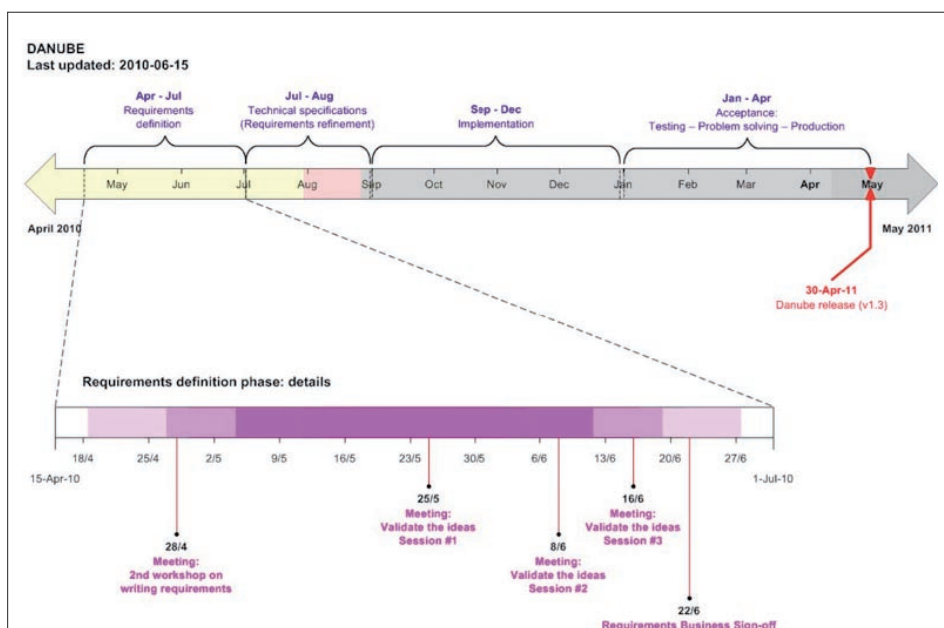 DANUBE
Last updated: 2010-06-15
Apr - Jul
Requirements
definition
Jul - Aug
Technical specifications
(Requirements refinement)
Sep - Dec
Implementation
Jan - Apr
Acceptance:
Testing – Problem solving – Production
May Jun Jul Aug Sep Oct Nov Dec Jan Feb Mar Apr May
April 2010
May 2011
30-Apr-11
Danube release (v1.3)
Requirements definition phase: details
18/4 25/4 2/5 9/5 16/5 23/5 30/5 6/6 13/6 20/6 27/6
15-Apr-10
1-Jul-10
28/4
Meeting:
2nd workshop on
writing requirements
25/5
Meeting:
Validate the ideas
Session #1
8/6
Meeting:
Validate the ideas
Session #2
16/6
Meeting:
Validate the ideas
Session #3
22/6
Requirements Business Sign-off